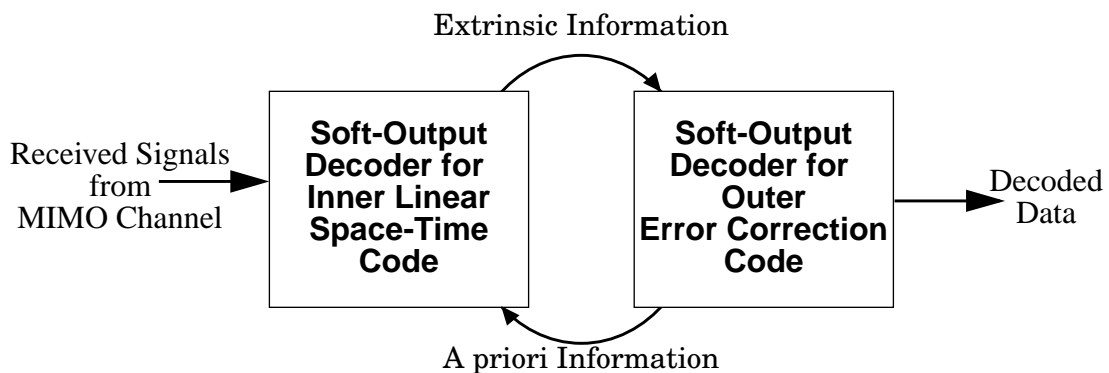 Extrinsic Information
Received Signals
from
MIMO Channel
Soft-Output
Decoder for
Inner Linear
Space-Time
Code
Soft-Output
Decoder for
Outer
Error Correction
Code
Decoded
Data
A priori Information